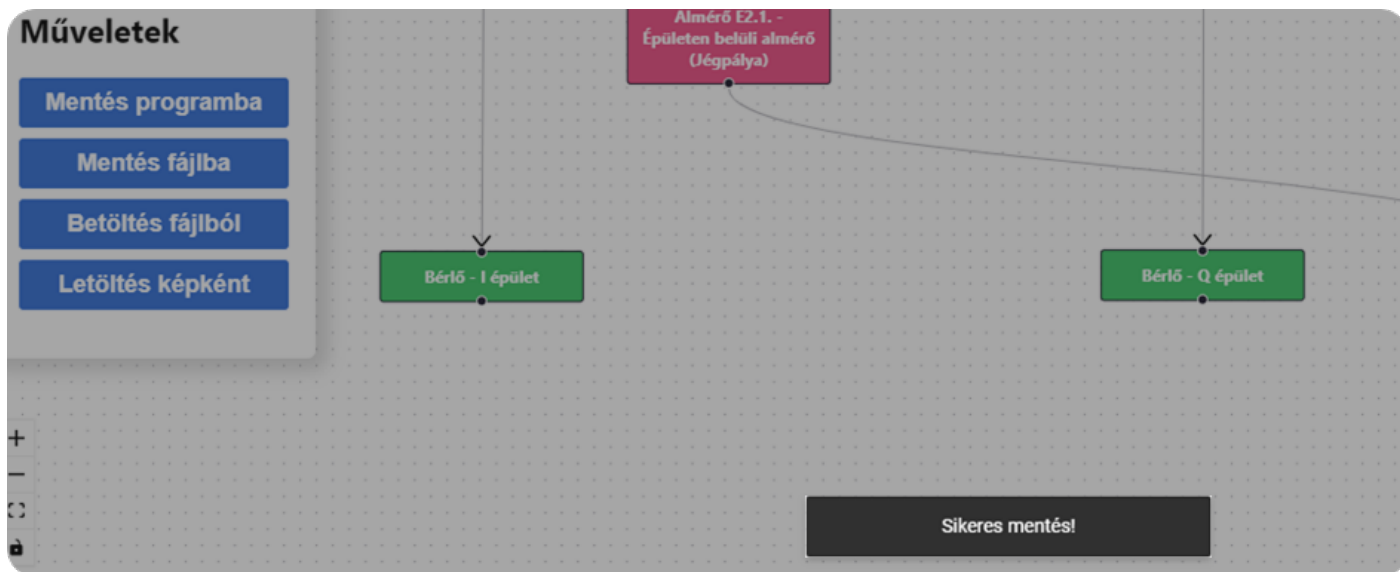 Műveletek
Mentés programba
Mentés fájlba
Betöltés fájlból
Letöltés képként
Almérő E2.1. -
Épületen belüli almérő
(Jégpálya)
Bérlő - I épület
Bérlő - Q épület
Sikeres mentés!